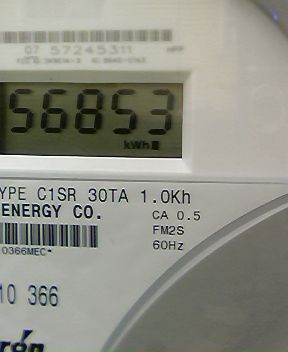 07 57245311
56853
kWh
YPE C1SR 30TA 1.0Kh
ENERGY CO.
CA 0.5
FM2S
60Hz
0366MEC*
10 366
rón